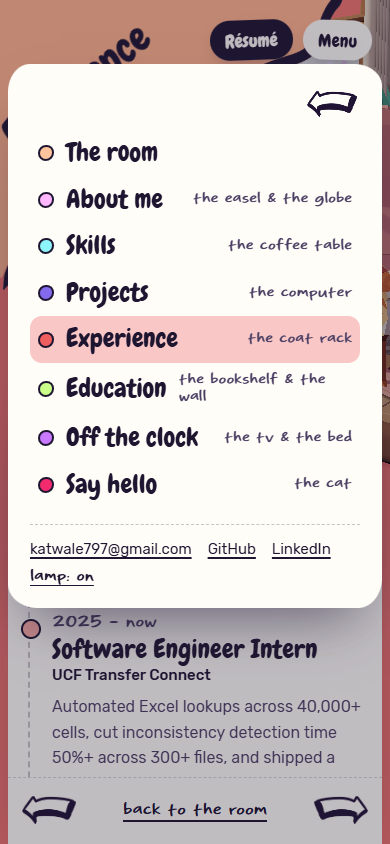 ence
Résumé
Menu
The room
About me the easel & the globe
Skills the coffee table
Projects the computer
Experience the coat rack
Education the bookshelf & the
wall
Off the clock the tv & the bed
Say hello the cat
katwale797@gmail.com GitHub LinkedIn
lamp: on
2025 – now
Software Engineer Intern
UCF Transfer Connect
Automated Excel lookups across 40,000+
cells, cut inconsistency detection time
50%+ across 300+ files, and shipped a
back to the room